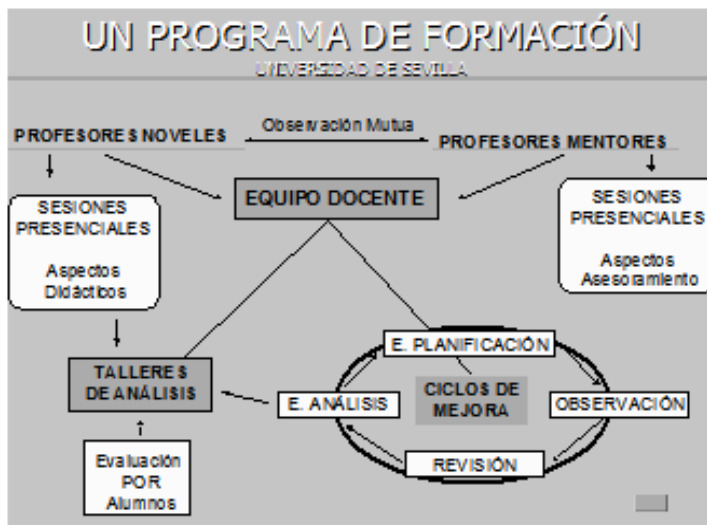 UN PROGRAMA DE FORMACIÓN
UNIVERSIDAD DE SEVILLA
Observación Mutua
PROFESORES NOVELES
PROFESORES MENTORES
EQUIPO DOCENTE
SESIONES
PRESENCIALES
Aspectos
Didácticos
SESIONES
PRESENCIALES
Aspectos
Asesoramiento
E. PLANIFICACIÓN
TALLERES
DE ANÁLISIS
E. ANÁLISIS
CICLOS DE
MEJORA
OBSERVACIÓN
REVISIÓN
Evaluación
POR
Alumnos